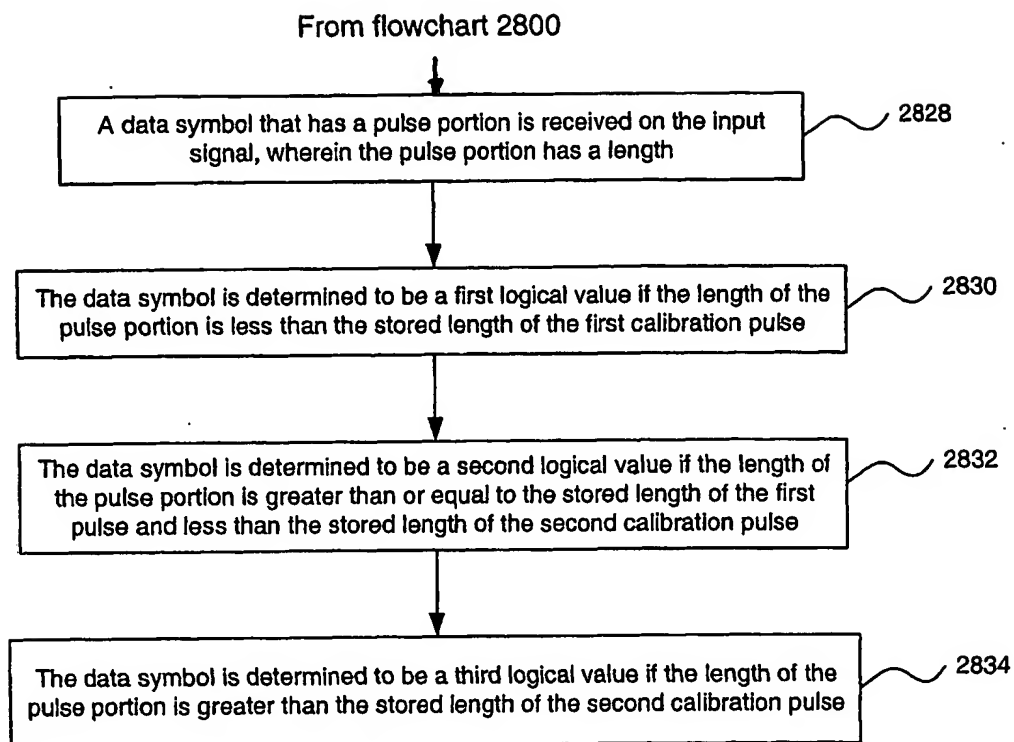 From flowchart 2800
A data symbol that has a pulse portion is received on the input
signal, wherein the pulse portion has a length
2828
The data symbol is determined to be a first logical value if the length of the
pulse portion is less than the stored length of the first calibration pulse
2830
The data symbol is determined to be a second logical value if the length of
the pulse portion is greater than or equal to the stored length of the first
pulse and less than the stored length of the second calibration pulse
2832
The data symbol is determined to be a third logical value if the length of the
pulse portion is greater than the stored length of the second calibration pulse
2834